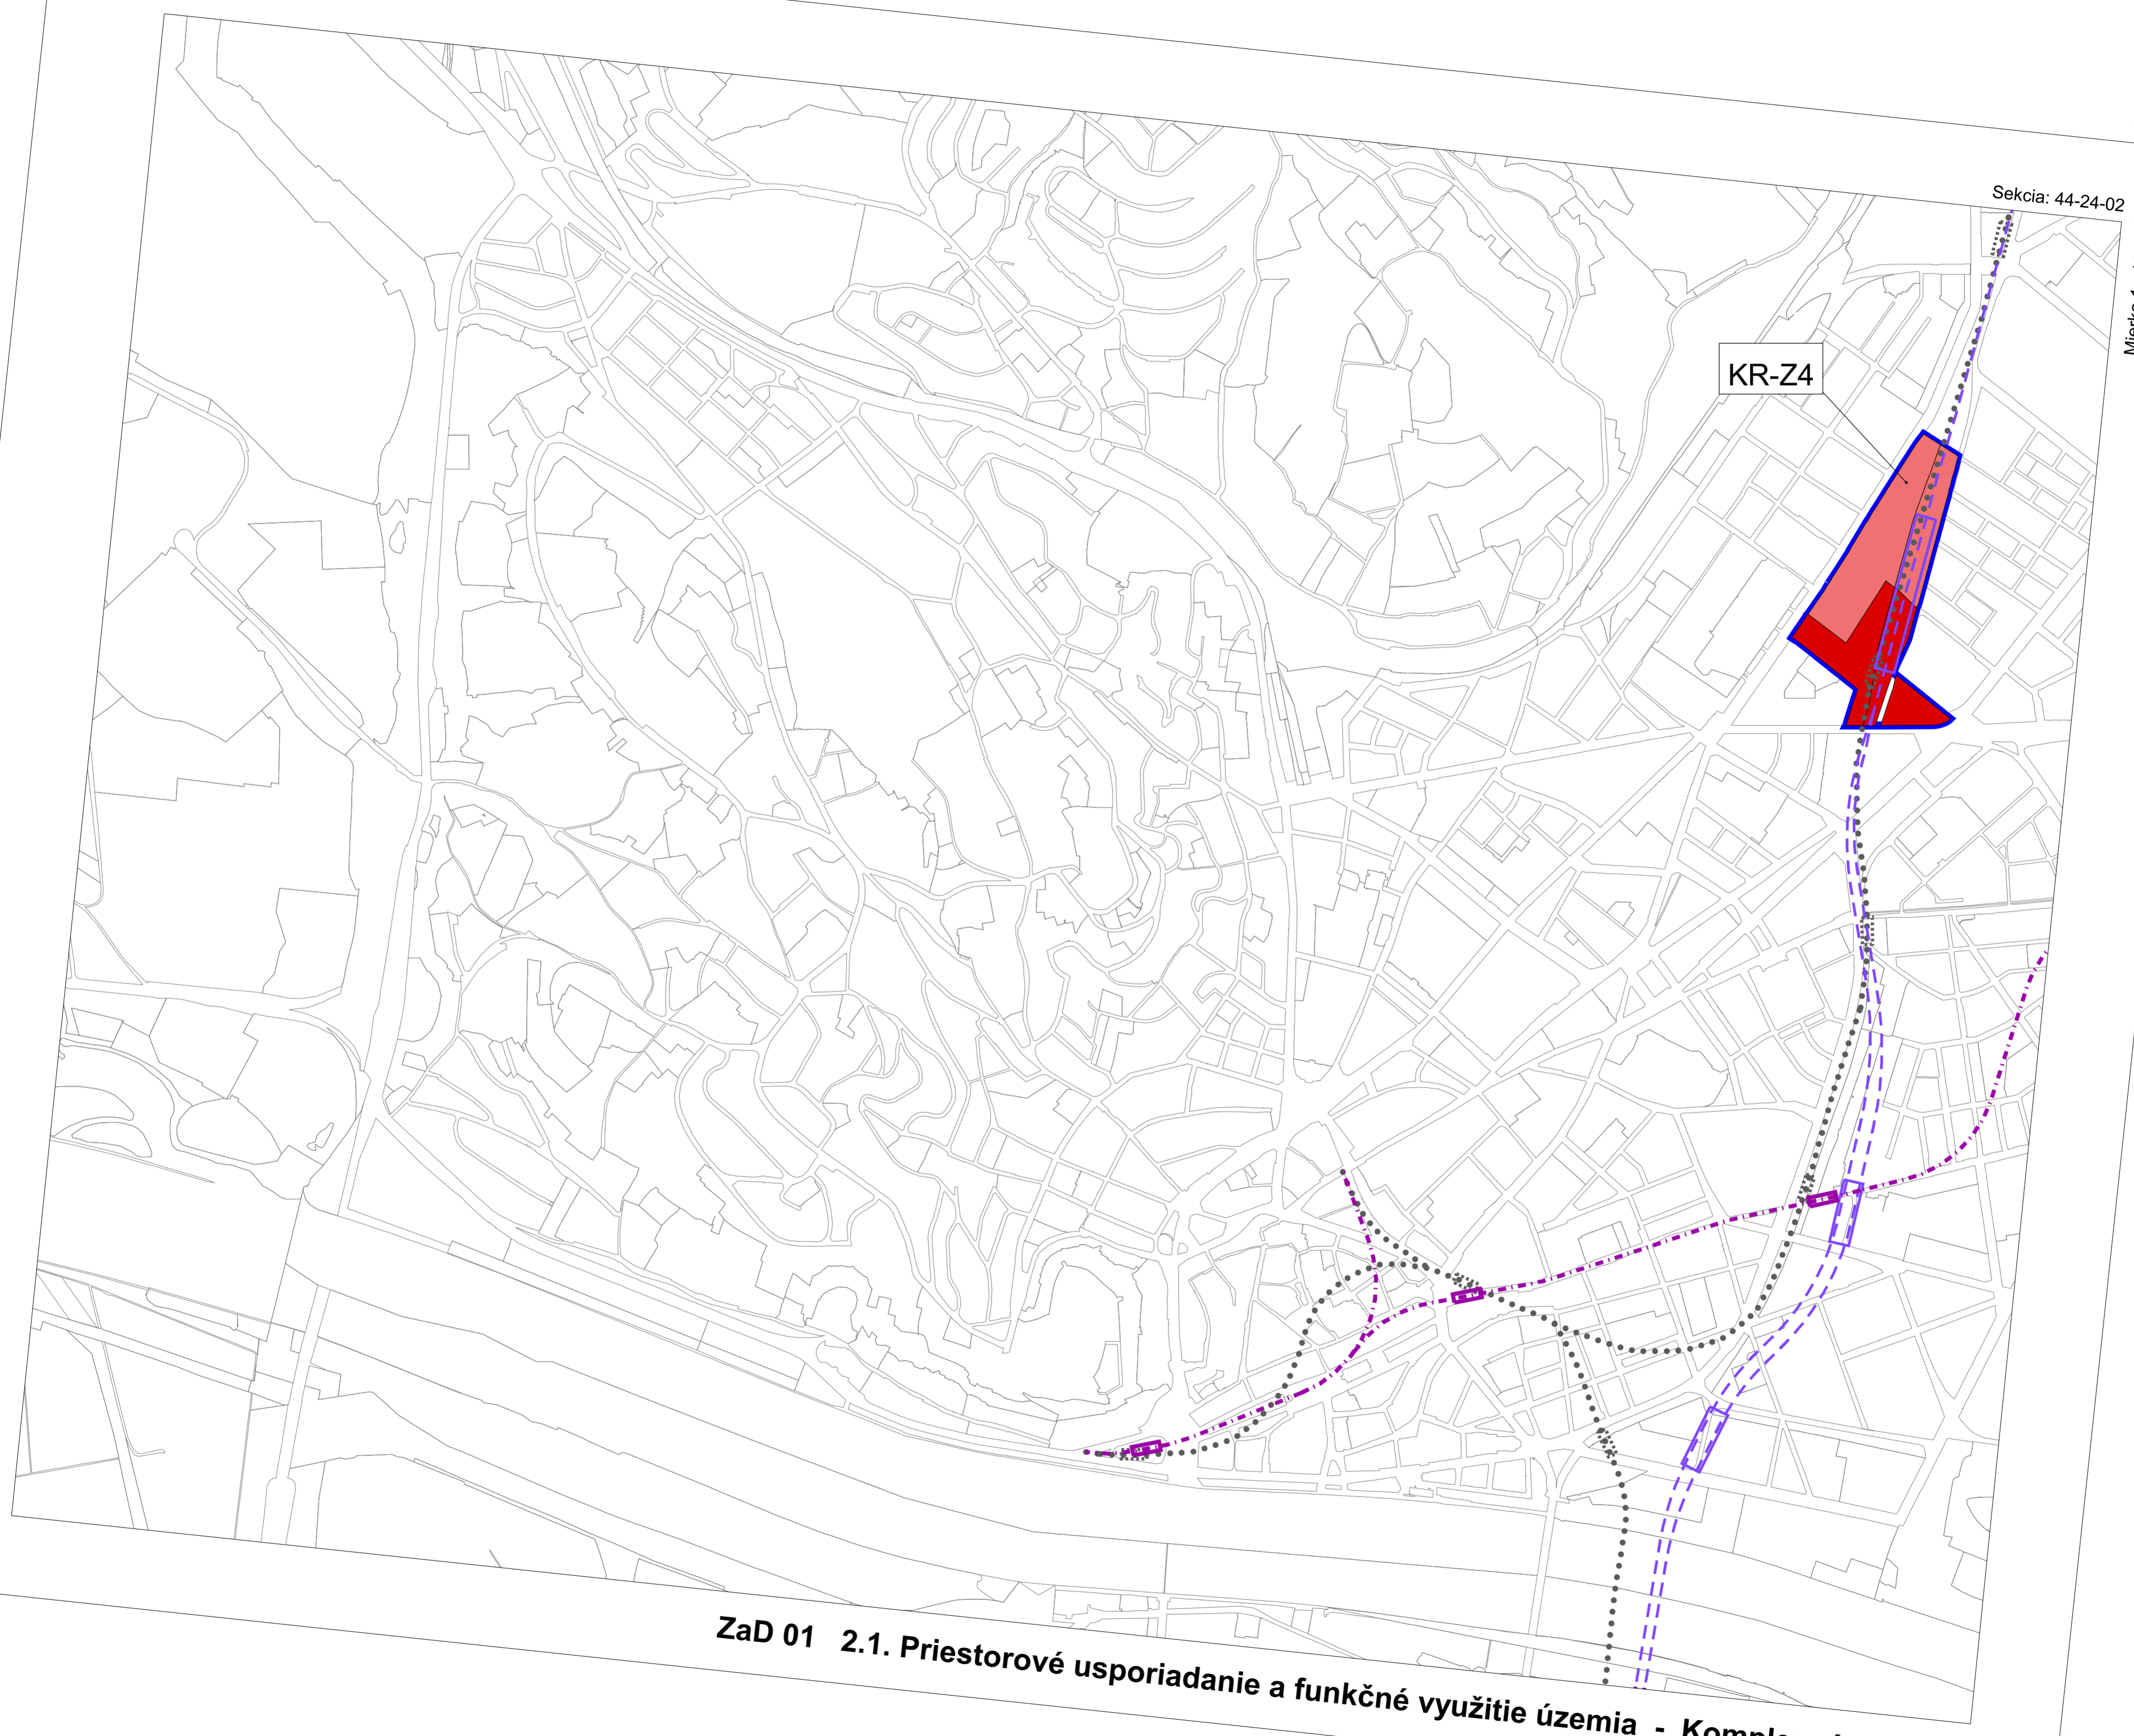 Sekcia: 44-24-02
KR-Z4
ZaD 01 2.1. Priestorové usporiadanie a funkčné využitie územia -